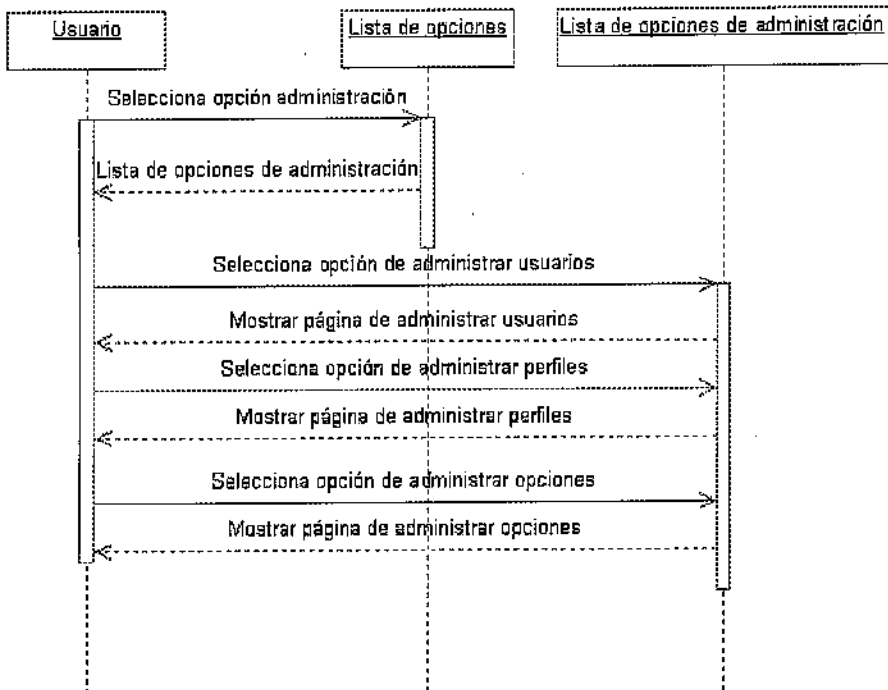 Usuario
Lista de opciones
Lista de opciones de administración
Selecciona opción administración
Lista de opciones de administración
Selecciona opción de administrar usuarios
Mostrar página de administrar usuarios
Selecciona opción de administrar perfiles
Mostrar página de administrar perfiles
Selecciona opción de administrar opciones
Mostrar página de administrar opciones